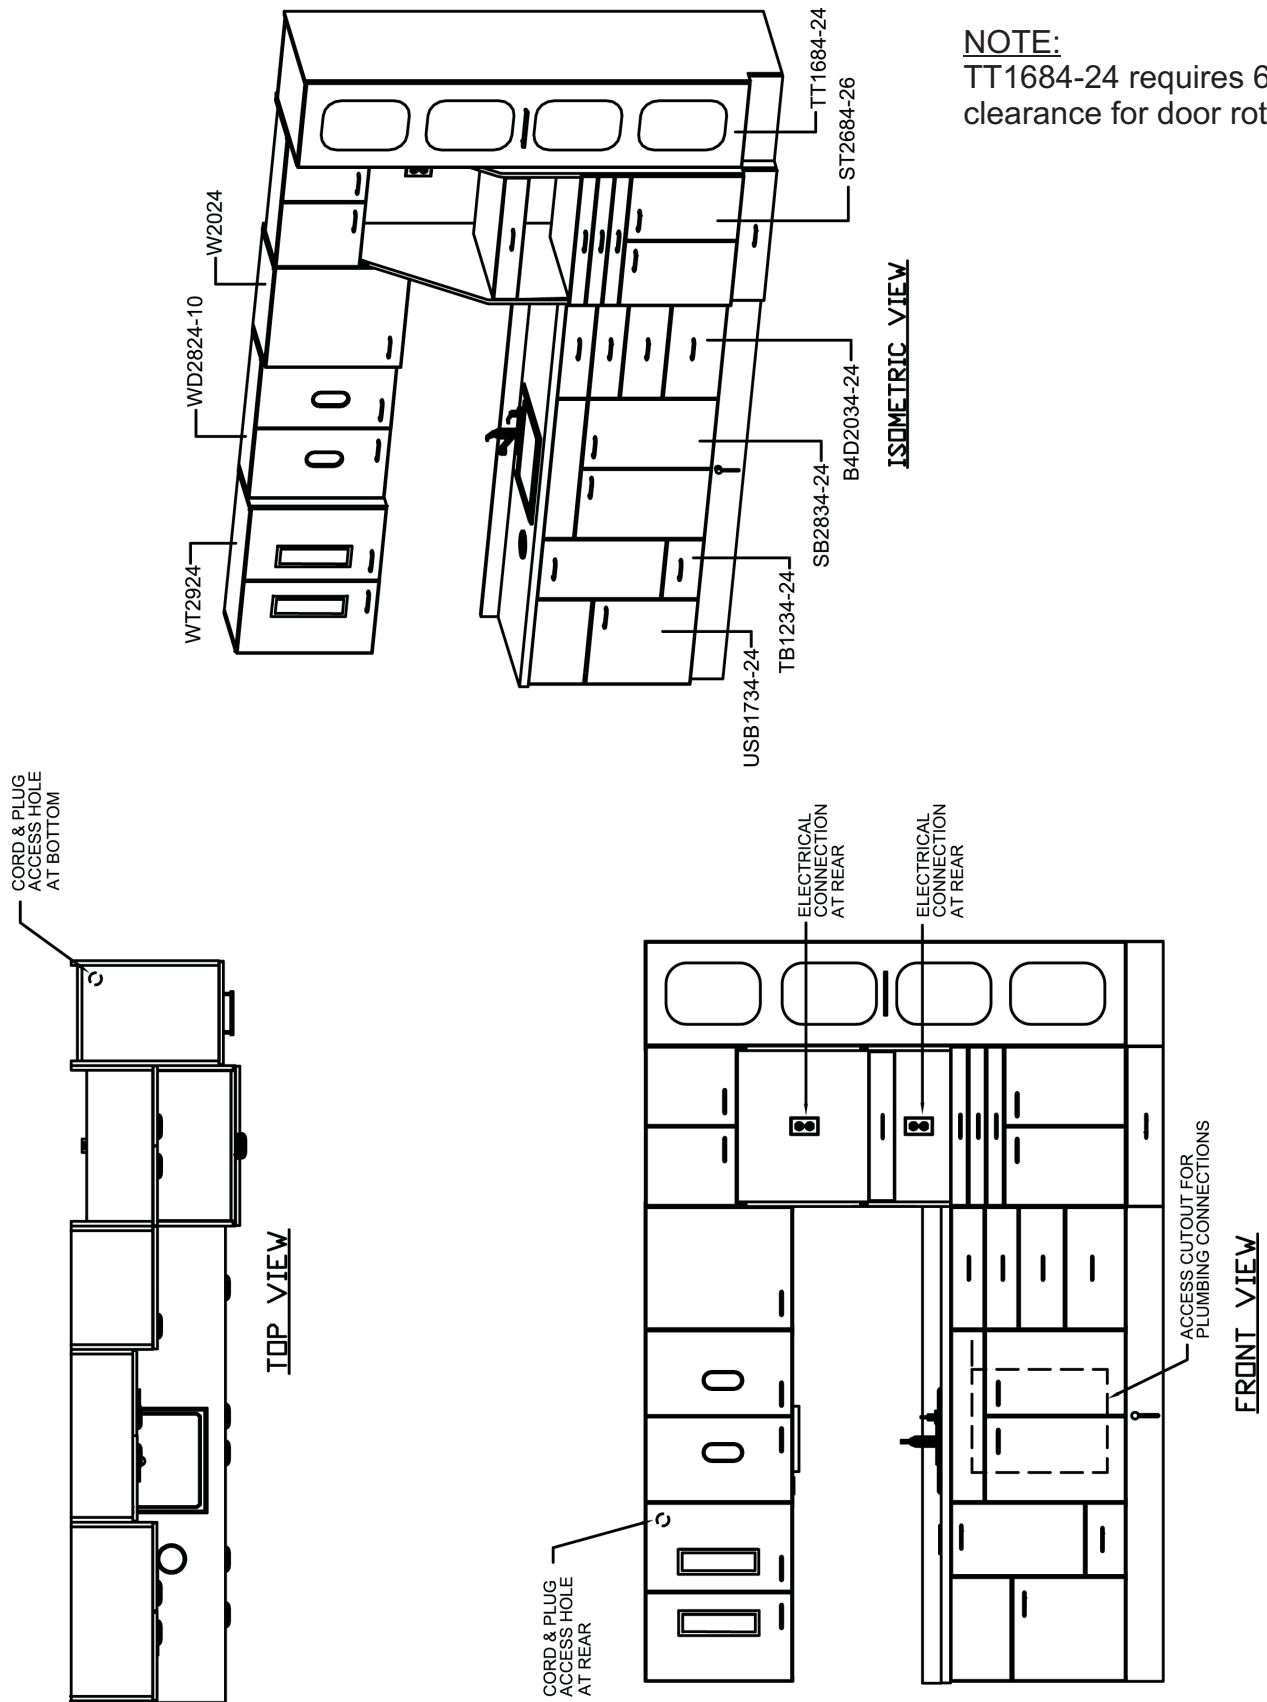 NOTE:
TT1684-24 requires 6
clearance for door rot
WT2924
WD2824-10
W2024
TT1684-24
ST2684-26
B4D2034-24
SB2834-24
TB1234-24
USB1734-24
ISOMETRIC VIEW
CORD & PLUG
ACCESS HOLE
AT BOTTOM
TOP VIEW
CORD & PLUG
ACCESS HOLE
AT REAR
ELECTRICAL
CONNECTION
AT REAR
ELECTRICAL
CONNECTION
AT REAR
ACCESS CUTOUT FOR
PLUMBING CONNECTIONS
FRONT VIEW